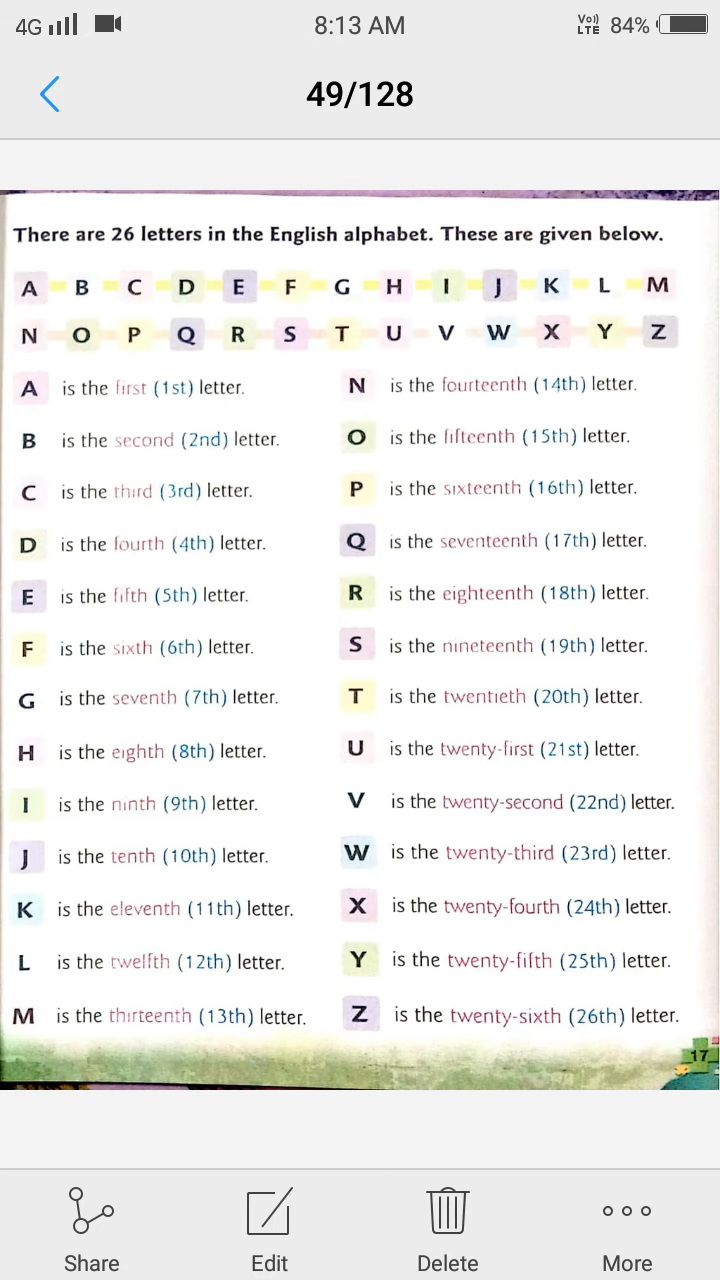 4G 8:13 AM Vo)) LTE 84%
49/128
There are 26 letters in the English alphabet. These are given below.
A B C D E F G H I J K L M
N O P Q R S T U V W X Y Z
A is the first (1st) letter.
B is the second (2nd) letter.
C is the third (3rd) letter.
D is the fourth (4th) letter.
E is the fifth (5th) letter.
F is the sixth (6th) letter.
G is the seventh (7th) letter.
H is the eighth (8th) letter.
I is the ninth (9th) letter.
J is the tenth (10th) letter.
K is the eleventh (11th) letter.
L is the twelfth (12th) letter.
M is the thirteenth (13th) letter.
N is the fourteenth (14th) letter.
O is the fifteenth (15th) letter.
P is the sixteenth (16th) letter.
Q is the seventeenth (17th) letter.
R is the eighteenth (18th) letter.
S is the nineteenth (19th) letter.
T is the twentieth (20th) letter.
U is the twenty-first (21st) letter.
V is the twenty-second (22nd) letter.
W is the twenty-third (23rd) letter.
X is the twenty-fourth (24th) letter.
Y is the twenty-fifth (25th) letter.
Z is the twenty-sixth (26th) letter.
17
Share Edit Delete More